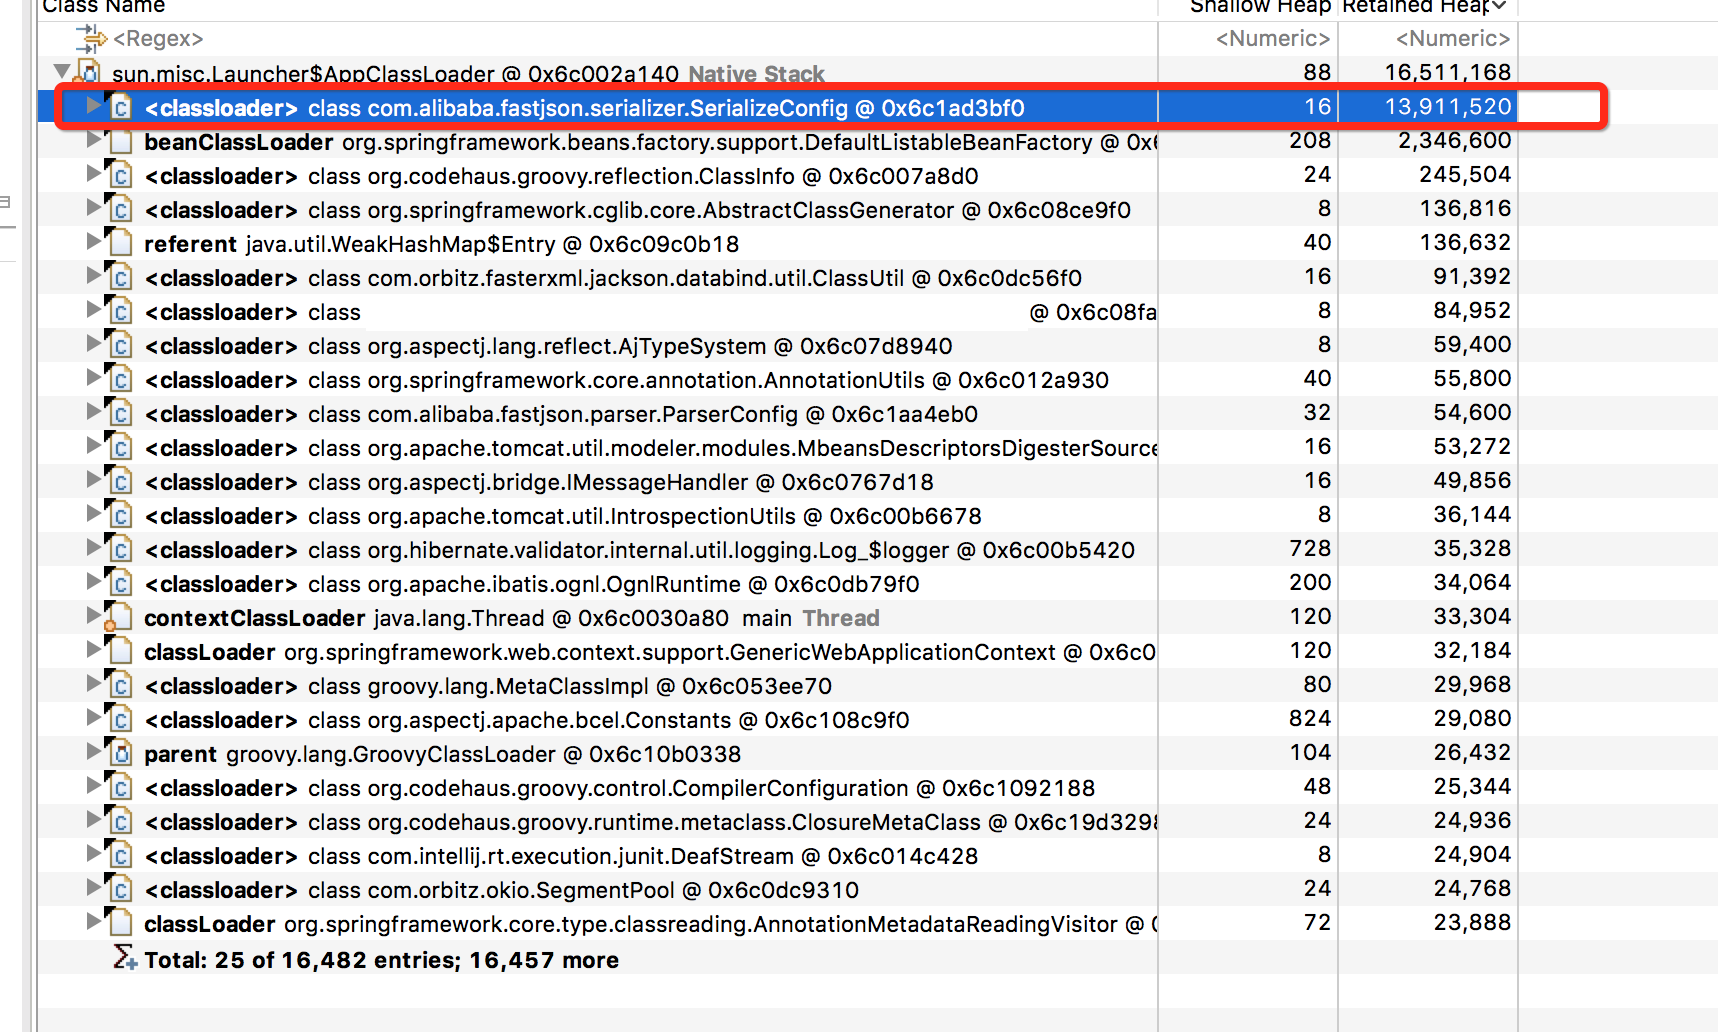 Class Name Shallow Heap Retained Heap
<Regex> <Numeric> <Numeric>
sun.misc.Launcher$AppClassLoader @ 0x6c002a140 Native Stack 88 16,511,168
<classloader> class com.alibaba.fastjson.serializer.SerializeConfig @ 0x6c1ad3bf0 16 13,911,520
beanClassLoader org.springframework.beans.factory.support.DefaultListableBeanFactory @ 0x6 208 2,346,600
<classloader> class org.codehaus.groovy.reflection.ClassInfo @ 0x6c007a8d0 24 245,504
<classloader> class org.springframework.cglib.core.AbstractClassGenerator @ 0x6c08ce9f0 8 136,816
referent java.util.WeakHashMap$Entry @ 0x6c09c0b18 40 136,632
<classloader> class com.orbitz.fasterxml.jackson.databind.util.ClassUtil @ 0x6c0dc56f0 16 91,392
<classloader> class @ 0x6c08fa 8 84,952
<classloader> class org.aspectj.lang.reflect.AjTypeSystem @ 0x6c07d8940 8 59,400
<classloader> class org.springframework.core.annotation.AnnotationUtils @ 0x6c012a930 40 55,800
<classloader> class com.alibaba.fastjson.parser.ParserConfig @ 0x6c1aa4eb0 32 54,600
<classloader> class org.apache.tomcat.util.modeler.modules.MbeansDescriptorsDigesterSource 16 53,272
<classloader> class org.aspectj.bridge.IMessageHandler @ 0x6c0767d18 16 49,856
<classloader> class org.apache.tomcat.util.IntrospectionUtils @ 0x6c00b6678 8 36,144
<classloader> class org.hibernate.validator.internal.util.logging.Log_$logger @ 0x6c00b5420 728 35,328
<classloader> class org.apache.ibatis.ognl.OgnlRuntime @ 0x6c0db79f0 200 34,064
contextClassLoader java.lang.Thread @ 0x6c0030a80 main Thread 120 33,304
classLoader org.springframework.web.context.support.GenericWebApplicationContext @ 0x6c0 120 32,184
<classloader> class groovy.lang.MetaClassImpl @ 0x6c053ee70 80 29,968
<classloader> class org.aspectj.apache.bcel.Constants @ 0x6c108c9f0 824 29,080
parent groovy.lang.GroovyClassLoader @ 0x6c10b0338 104 26,432
<classloader> class org.codehaus.groovy.control.CompilerConfiguration @ 0x6c1092188 48 25,344
<classloader> class org.codehaus.groovy.runtime.metaclass.ClosureMetaClass @ 0x6c19d3298 24 24,936
<classloader> class com.intellij.rt.execution.junit.DeafStream @ 0x6c014c428 8 24,904
<classloader> class com.orbitz.okio.SegmentPool @ 0x6c0dc9310 24 24,768
classLoader org.springframework.core.type.classreading.AnnotationMetadataReadingVisitor @ 72 23,888
Total: 25 of 16,482 entries; 16,457 more